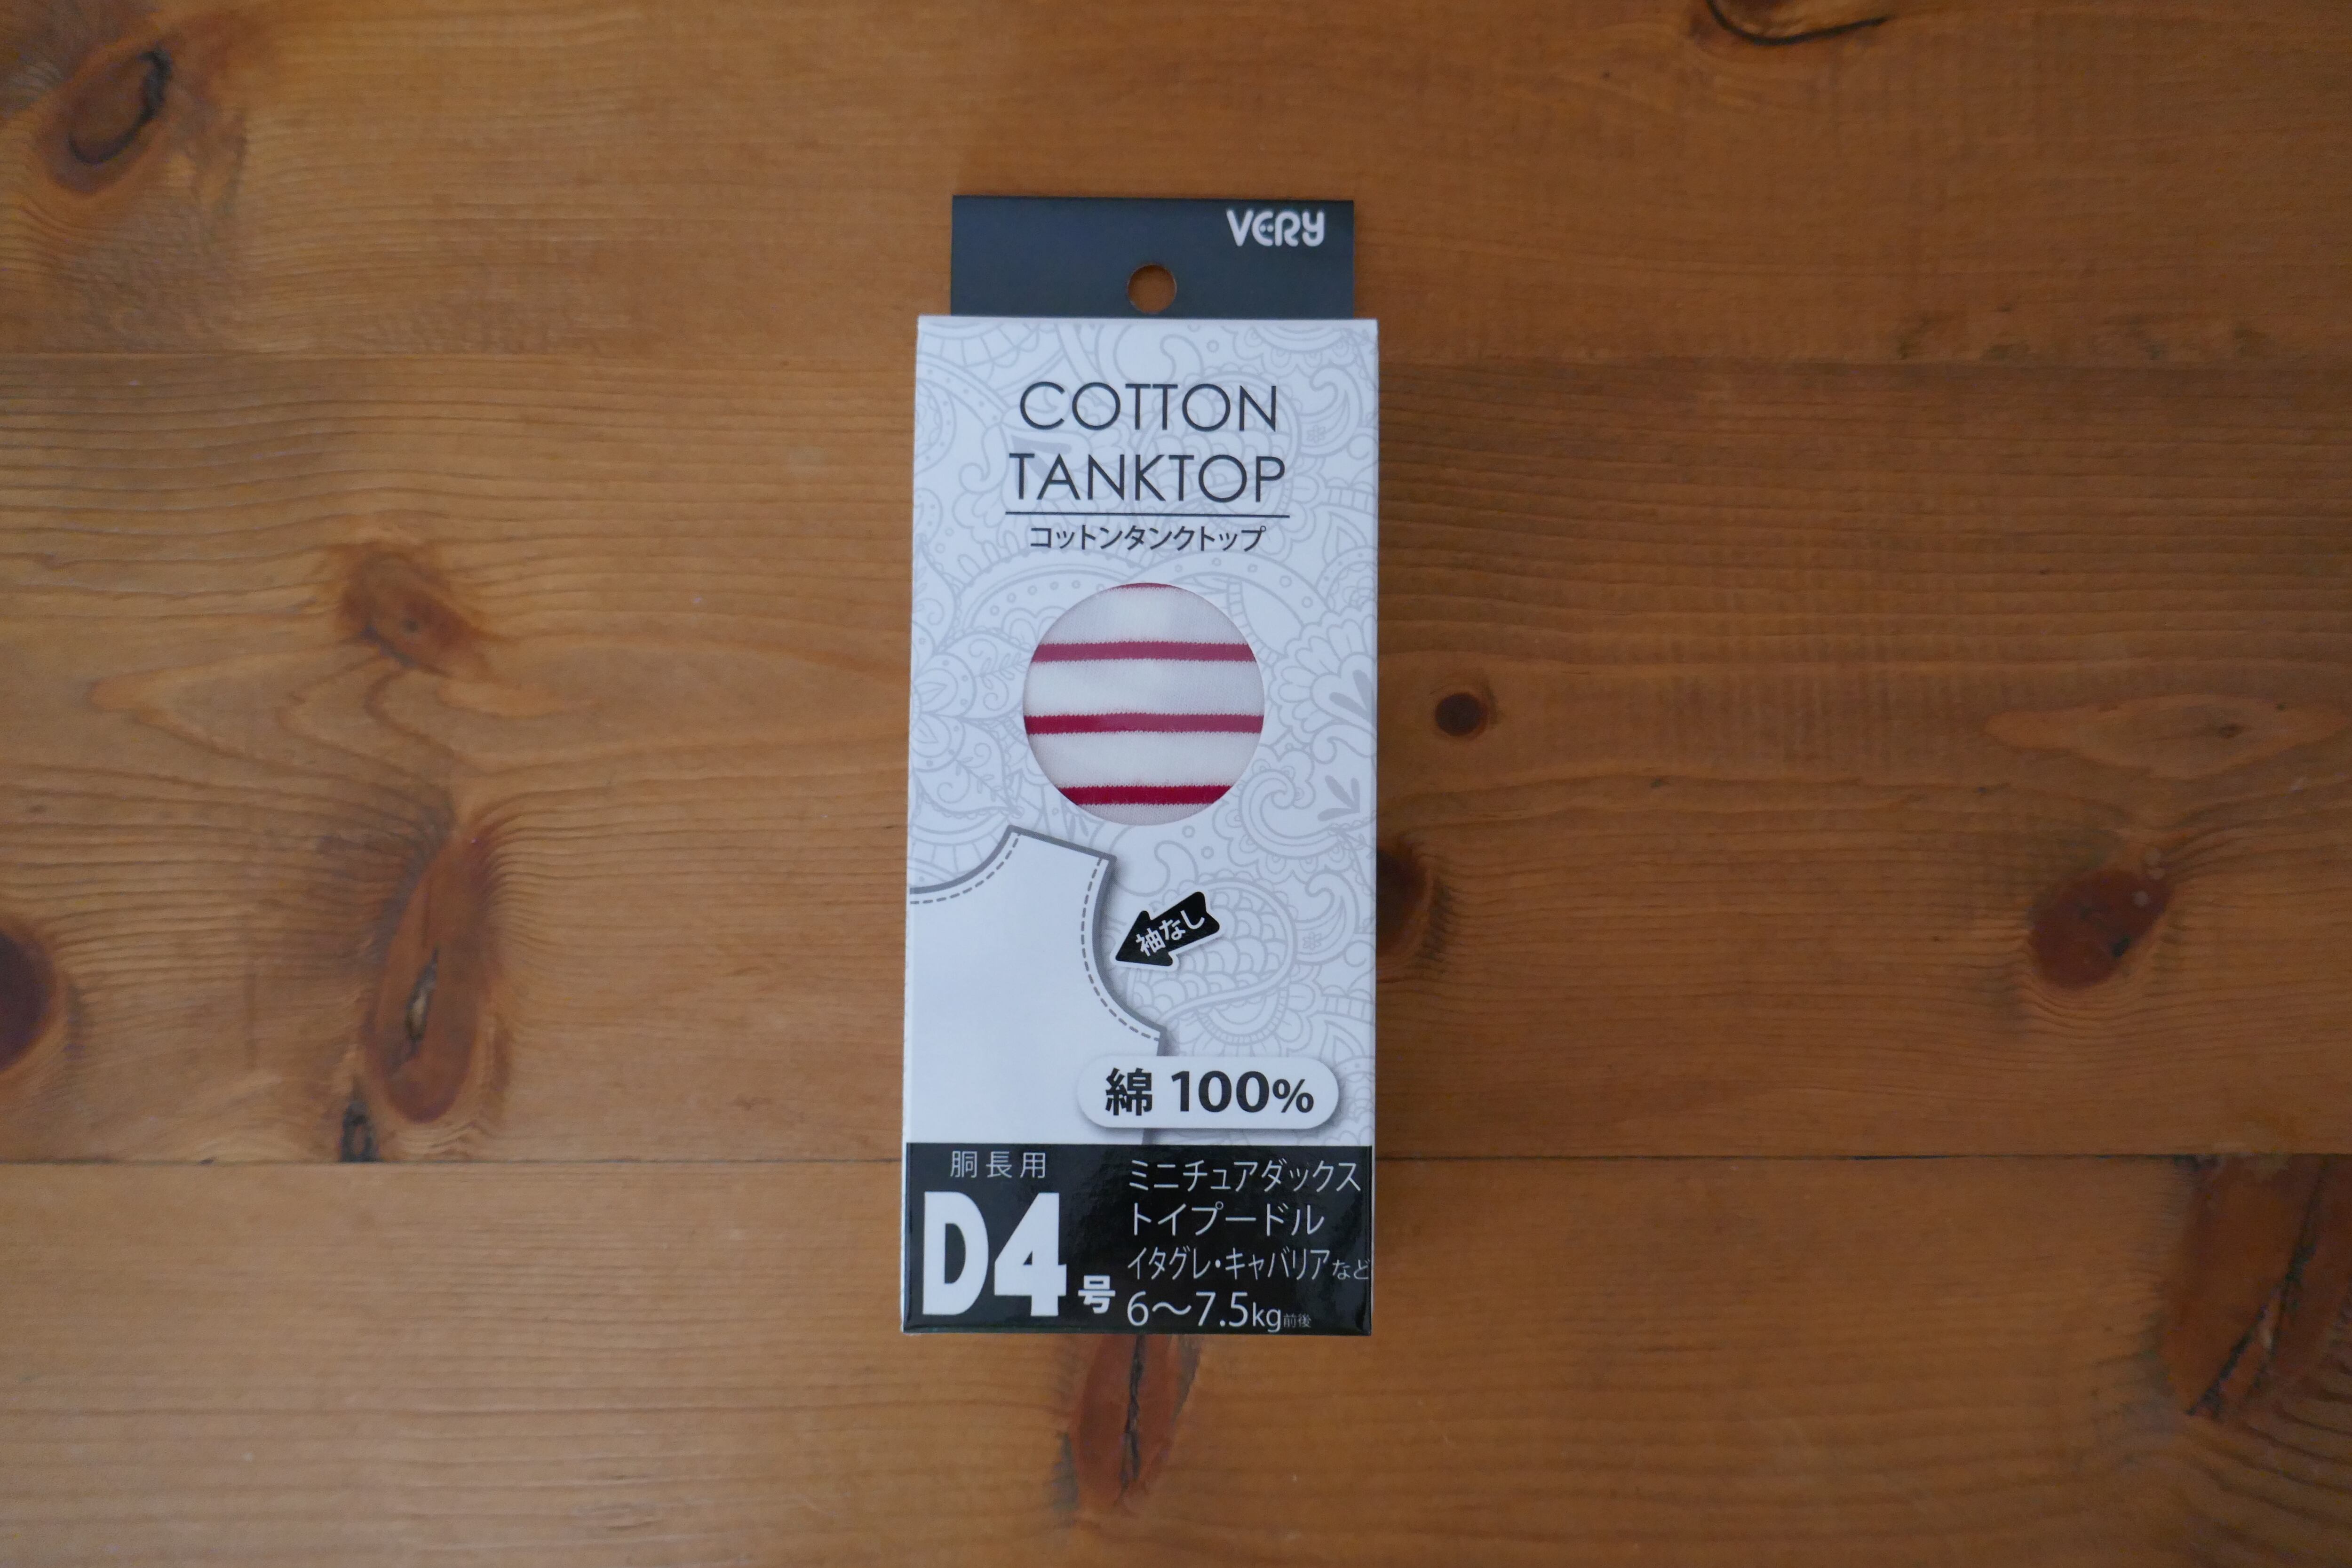 VERY
COTTON
TANKTOP
コットンタンクトップ
袖なし
綿 100%
胴長用
D4号
ミニチュアダックス
トイプードル
イタグレ・キャバリアなど
6〜7.5kg前後